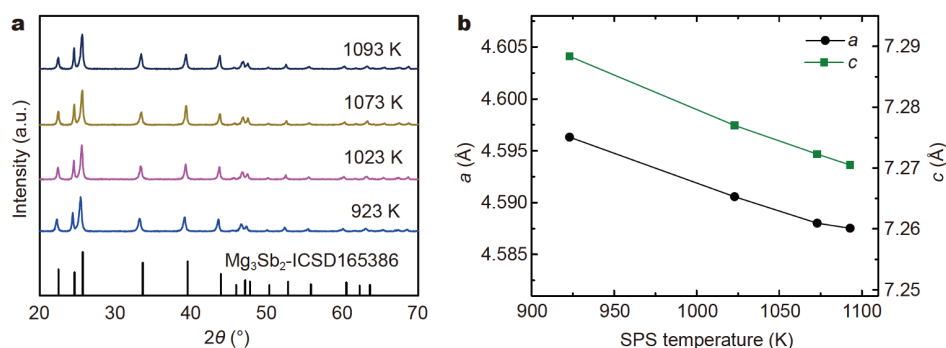 a
1093 K
1073 K
1023 K
923 K
Mg₃Sb₂-ICSD165386
Intensity (a.u.)
20 30 40 50 60 70
2θ (°)
b
4.605
4.600
4.595
4.590
4.585
a (Å)
a
c
7.29
7.28
7.27
7.26
7.25
c (Å)
900 950 1000 1050 1100
SPS temperature (K)